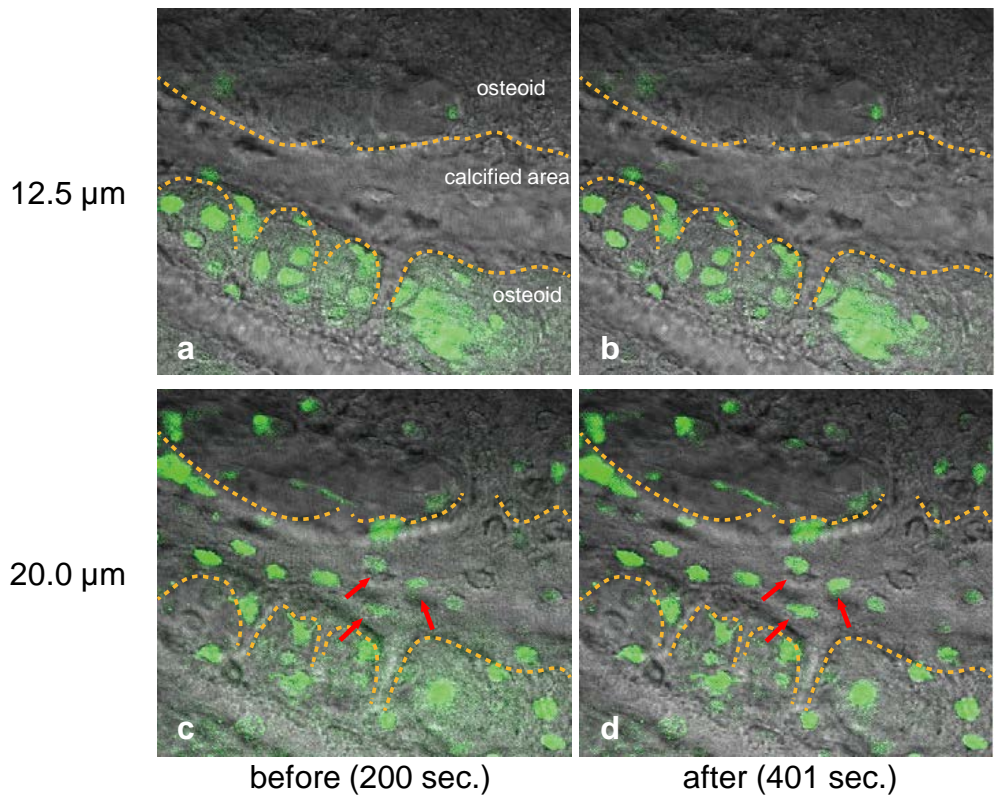 osteoid
calcified area
12.5 µm
osteoid
a
b
20.0 µm
c
d
before (200 sec.)
after (401 sec.)